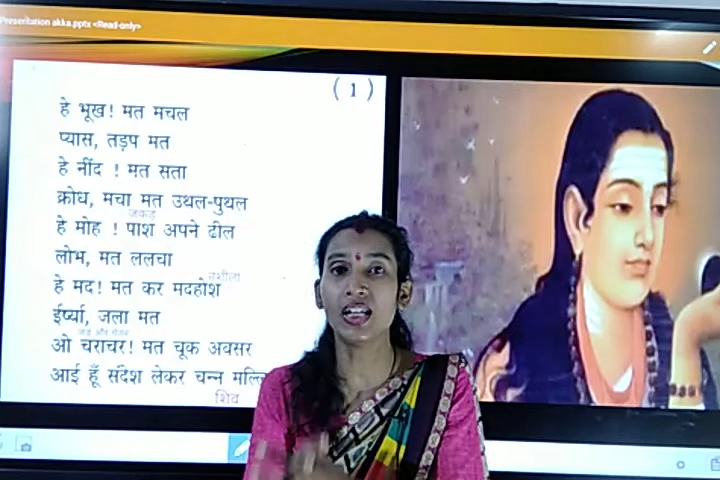 Presentation akka.pptx <Read-only>
( 1 )
हे भूख! मत मचल
प्यास, तड़प मत
हे नींद ! मत सता
क्रोध, मचा मत उथल-पुथल
जकड़
हे मोह ! पाश अपने ढील
लोभ, मत ललचा
नशीला
हे मद! मत कर मदहोश
ईर्ष्या, जला मत
जड़ और चेतन
ओ चराचर! मत चूक अवसर
आई हूँ संदेश लेकर चन्न
शिव